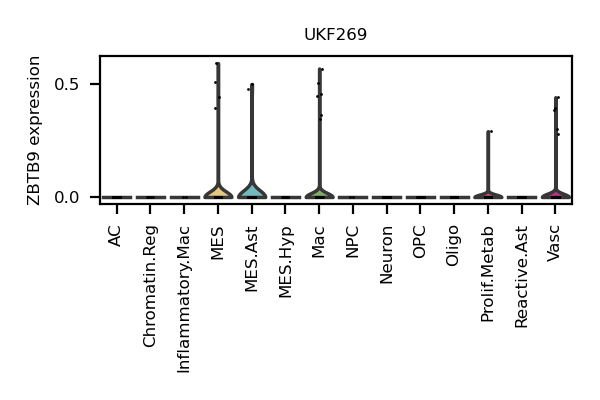 UKF269
ZBTB9 expression
0.5
0.0
AC
Chromatin.Reg
Inflammatory.Mac
MES
MES.Ast
MES.Hyp
Mac
NPC
Neuron
OPC
Oligo
Prolif.Metab
Reactive.Ast
Vasc